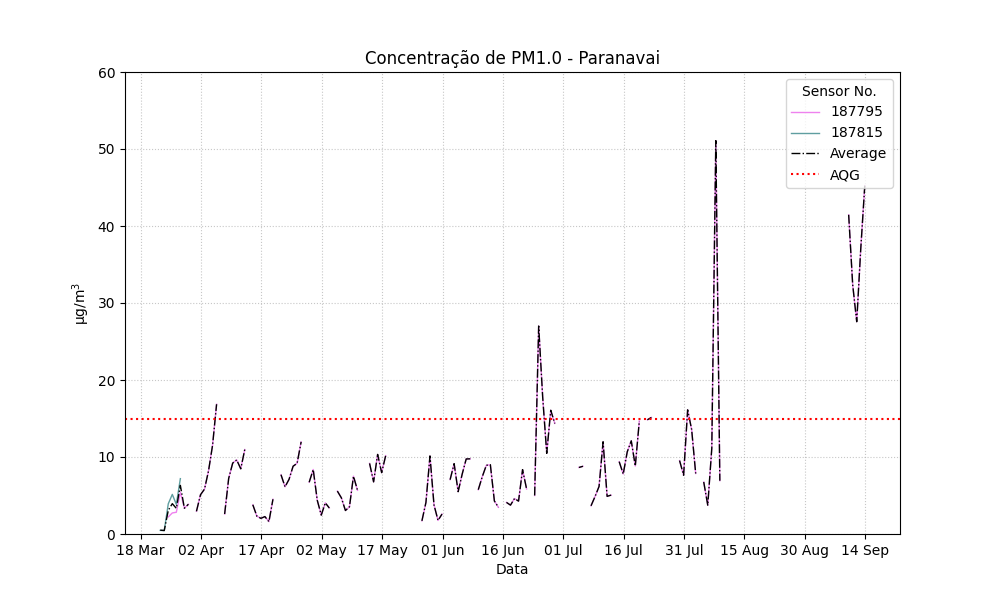 Concentração de PM1.0 - Paranavai
Sensor No.
187795
187815
Average
AQG
60
50
40
30
20
10
0
µg/m³
18 Mar
02 Apr
17 Apr
02 May
17 May
01 Jun
16 Jun
01 Jul
16 Jul
31 Jul
15 Aug
30 Aug
14 Sep
Data